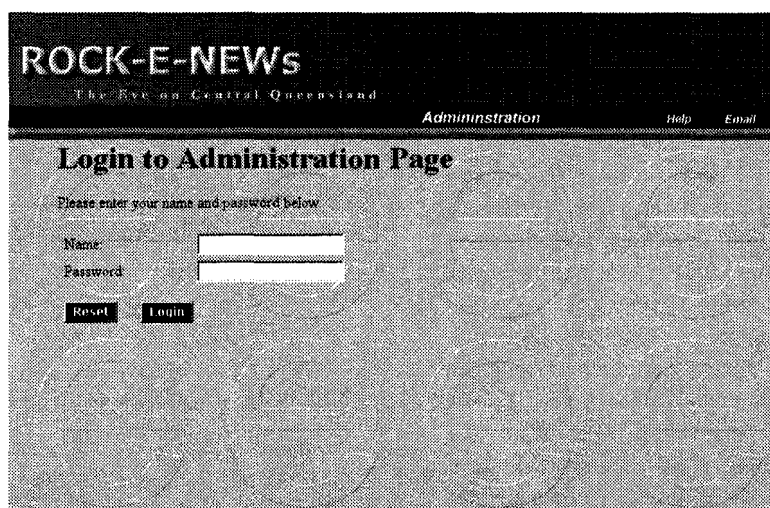 ROCK-E-NEWs
The Eye on Central Queensland
Admininstration Help Email
Login to Administration Page
Please enter your name and password below
Name:
Password:
Reset Login